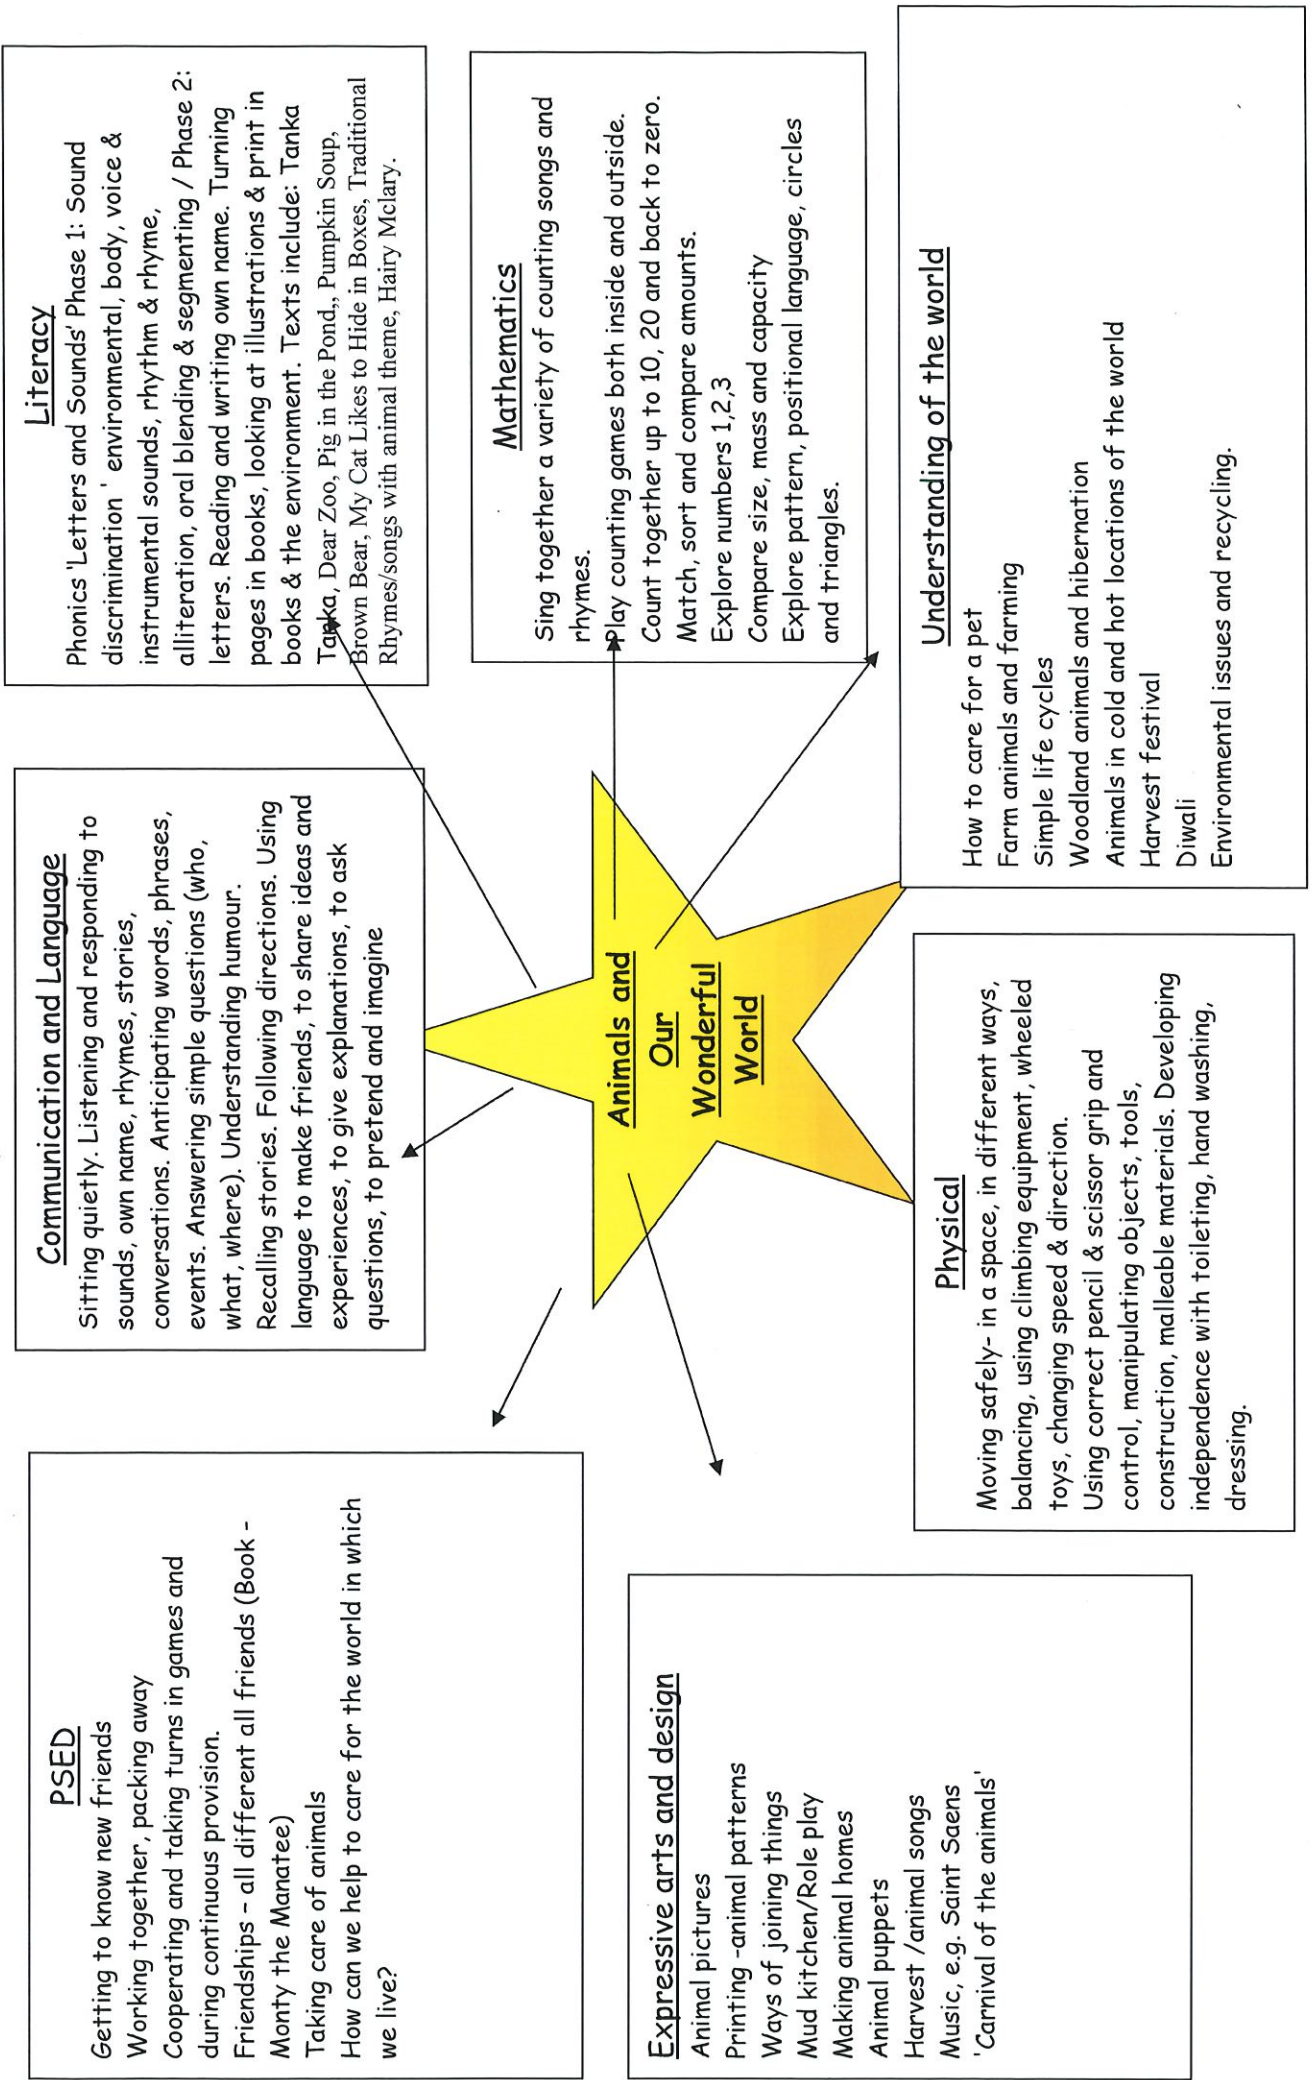 PSED
Getting to know new friends
Working together, packing away
Cooperating and taking turns in games and
during continuous provision.
Friendships – all different all friends (Book –
Monty the Manatee)
Taking care of animals
How can we help to care for the world in which
we live?
Communication and Language
Sitting quietly. Listening and responding to
sounds, own name, rhymes, stories,
conversations. Anticipating words, phrases,
events. Answering simple questions (who,
what, where). Understanding humour.
Recalling stories. Following directions. Using
language to make friends, to share ideas and
experiences, to give explanations, to ask
questions, to pretend and imagine
Literacy
Phonics 'Letters and Sounds' Phase 1: Sound
discrimination ' environmental, body, voice &
instrumental sounds, rhythm & rhyme,
alliteration, oral blending & segmenting / Phase 2:
letters. Reading and writing own name. Turning
pages in books, looking at illustrations & print in
books & the environment. Texts include: Tanka
Tanka, Dear Zoo, Pig in the Pond,, Pumpkin Soup,
Brown Bear, My Cat Likes to Hide in Boxes, Traditional
Rhymes/songs with animal theme, Hairy Mclary.
Animals and
Our
Wonderful
World
Mathematics
Sing together a variety of counting songs and
rhymes.
Play counting games both inside and outside.
Count together up to 10, 20 and back to zero.
Match, sort and compare amounts.
Explore numbers 1,2,3
Compare size, mass and capacity
Explore pattern, positional language, circles
and triangles.
Expressive arts and design
Animal pictures
Printing -animal patterns
Ways of joining things
Mud kitchen/Role play
Making animal homes
Animal puppets
Harvest /animal songs
Music, e.g. Saint Saens
'Carnival of the animals'
Physical
Moving safely- in a space, in different ways,
balancing, using climbing equipment, wheeled
toys, changing speed & direction.
Using correct pencil & scissor grip and
control, manipulating objects, tools,
construction, malleable materials. Developing
independence with toileting, hand washing,
dressing.
Understanding of the world
How to care for a pet
Farm animals and farming
Simple life cycles
Woodland animals and hibernation
Animals in cold and hot locations of the world
Harvest festival
Diwali
Environmental issues and recycling.